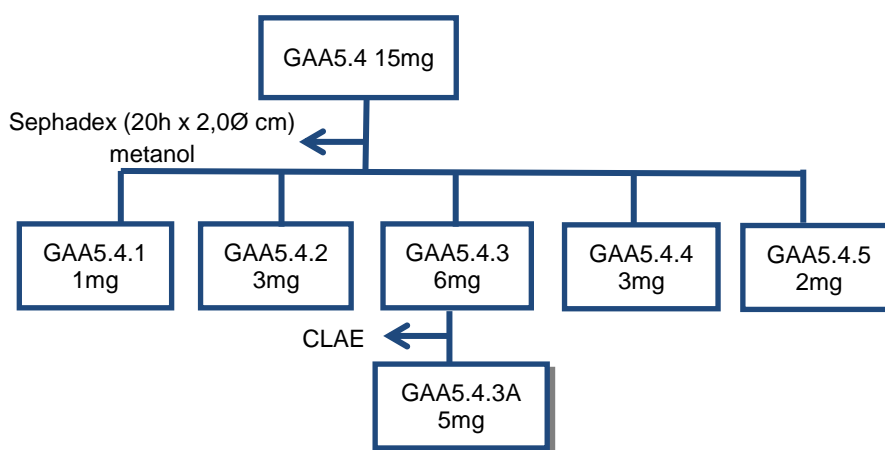 GAA5.4 15mg
Sephadex (20h x 2,0Ø cm)
metanol
GAA5.4.1
1mg
GAA5.4.2
3mg
GAA5.4.3
6mg
GAA5.4.4
3mg
GAA5.4.5
2mg
CLAE
GAA5.4.3A
5mg